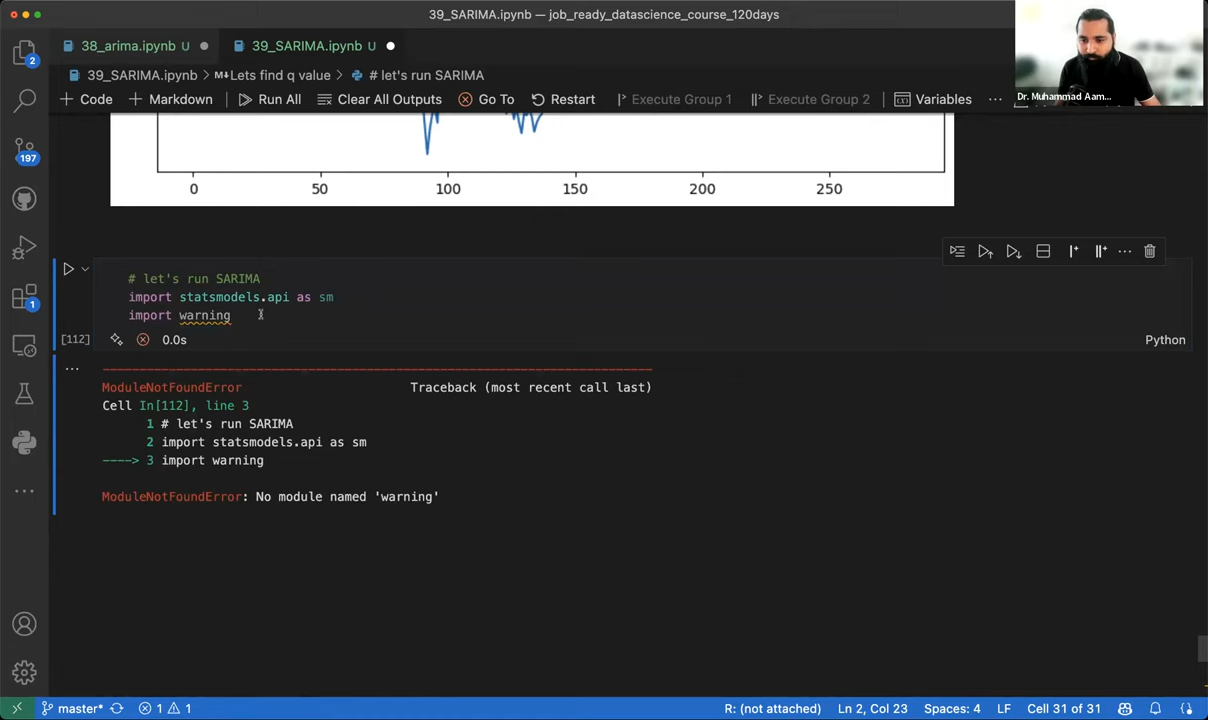 39_SARIMA.ipynb — job_ready_datascience_course_120days
38_arima.ipynb U
39_SARIMA.ipynb U
39_SARIMA.ipynb > M↓Lets find q value > # let's run SARIMA
+ Code + Markdown Run All Clear All Outputs Go To Restart Execute Group 1 Execute Group 2 Variables ...
Dr. Muhammad Aam...
2
197
1
0 50 100 150 200 250
# let's run SARIMA
import statsmodels.api as sm
import warning
[112] 0.0s Python
ModuleNotFoundError Traceback (most recent call last)
Cell In[112], line 3
1 # let's run SARIMA
2 import statsmodels.api as sm
----> 3 import warning
ModuleNotFoundError: No module named 'warning'
master* 1 1 R: (not attached) Ln 2, Col 23 Spaces: 4 LF Cell 31 of 31